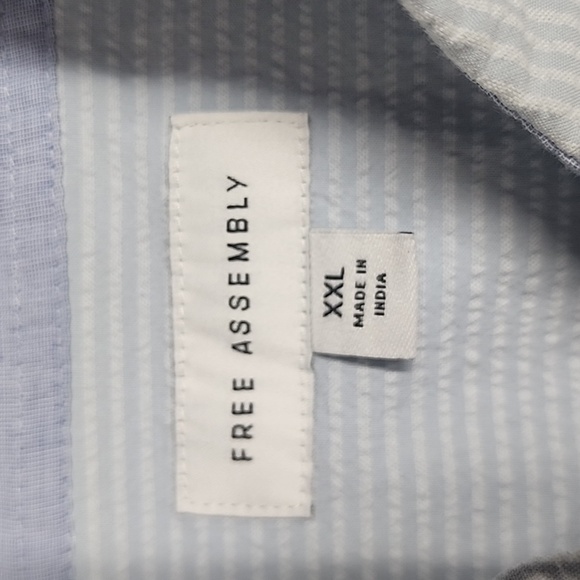 FREE ASSEMBLY
XXL
MADE IN
INDIA